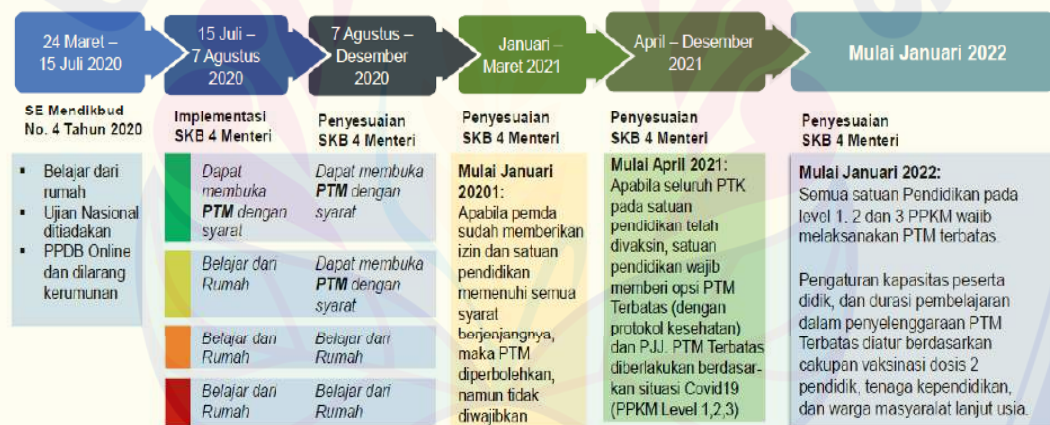 24 Maret –
15 Juli 2020
15 Juli –
7 Agustus
2020
7 Agustus –
Desember
2020
Januari –
Maret 2021
April – Desember
2021
Mulai Januari 2022
SE Mendikbud
No. 4 Tahun 2020
▪ Belajar dari
rumah
▪ Ujian Nasional
ditiadakan
▪ PPDB Online
dan dilarang
kerumunan
Implementasi
SKB 4 Menteri
Dapat
membuka
PTM dengan
syarat
Belajar dari
Rumah
Belajar dari
Rumah
Belajar dari
Rumah
Penyesuaian
SKB 4 Menteri
Dapat membuka
PTM dengan
syarat
Dapat membuka
PTM dengan
syarat
Belajar dari
Rumah
Belajar dari
Rumah
Penyesuaian
SKB 4 Menteri
Mulai Januari
20201:
Apabila pemda
sudah memberikan
izin dan satuan
pendidikan
memenuhi semua
syarat
berjenjangnya,
maka PTM
diperbolehkan,
namun tidak
diwajibkan
Penyesuaian
SKB 4 Menteri
Mulai April 2021:
Apabila seluruh PTK
pada satuan
pendidikan telah
divaksin, satuan
pendidikan wajib
memberi opsi PTM
Terbatas (dengan
protokol kesehatan)
dan PJJ. PTM Terbatas
diberlakukan berdasar-
kan situasi Covid19
(PPKM Level 1,2,3)
Penyesuaian
SKB 4 Menteri
Mulai Januari 2022:
Semua satuan Pendidikan pada
level 1, 2 dan 3 PPKM wajib
melaksanakan PTM terbatas.
Pengaturan kapasitas peserta
didik, dan durasi pembelajaran
dalam penyelenggaraan PTM
Terbatas diatur berdasarkan
cakupan vaksinasi dosis 2
pendidik, tenaga kependidikan,
dan warga masyaralat lanjut usia.